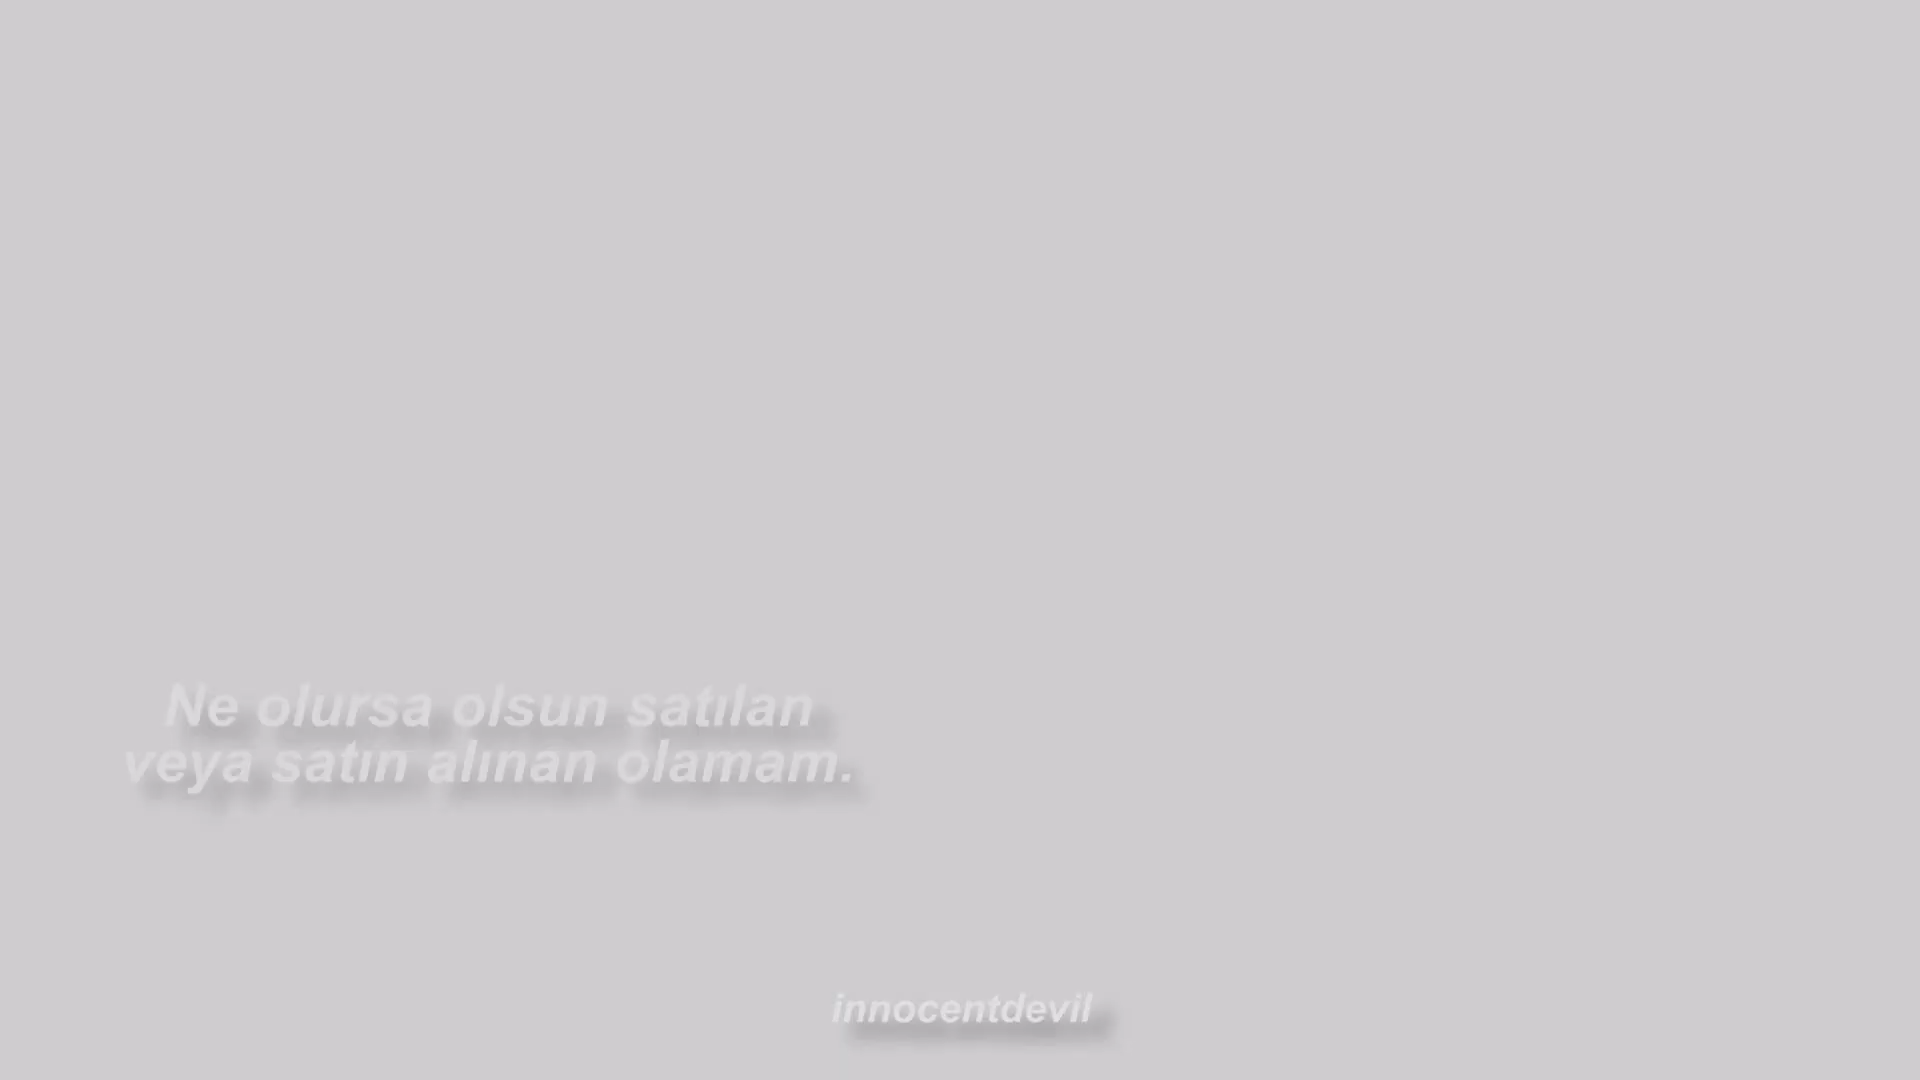 Ne olursa olsun satılan
veya satın alınan olamam.
innocentdevil